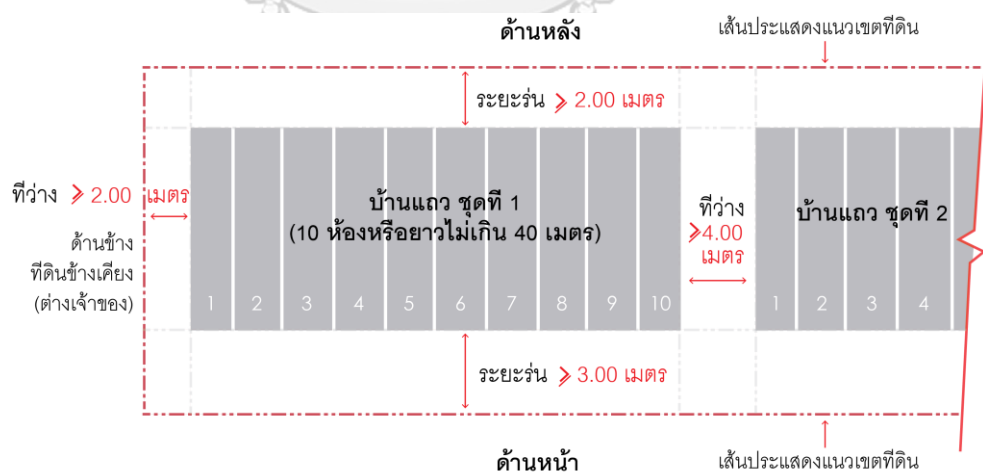 ด้านหลัง
เส้นประแสดงแนวเขตที่ดิน
ระยะร่น ⩾ 2.00 เมตร
ที่ว่าง ⩾ 2.00 เมตร
ด้านข้าง
ที่ดินข้างเคียง
(ต่างเจ้าของ)
บ้านแถว ชุดที่ 1
(10 ห้องหรือยาวไม่เกิน 40 เมตร)
ที่ว่าง
⩾4.00
เมตร
บ้านแถว ชุดที่ 2
1 2 3 4 5 6 7 8 9 10
1 2 3 4
ระยะร่น ⩾ 3.00 เมตร
ด้านหน้า
เส้นประแสดงแนวเขตที่ดิน